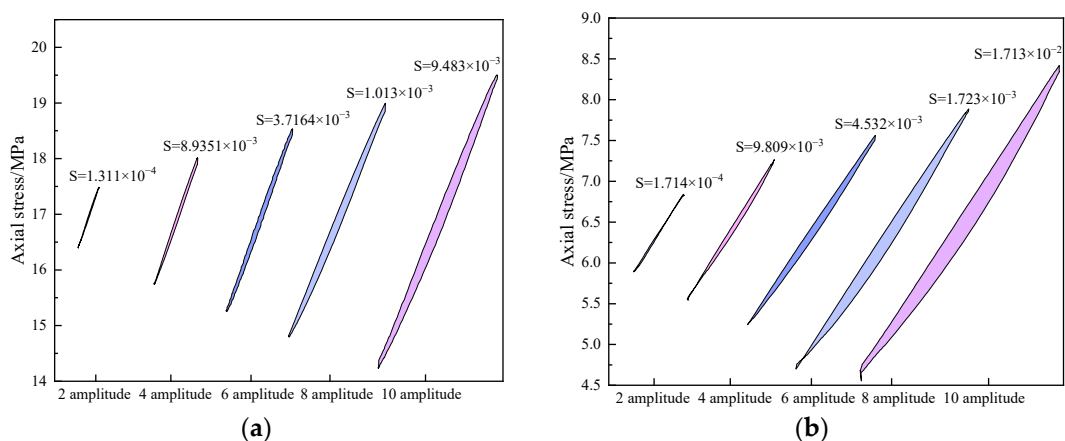 Axial stress/MPa
20
19
18
17
16
15
14
S=1.311×10⁻⁴
S=8.9351×10⁻³
S=3.7164×10⁻³
S=1.013×10⁻³
S=9.483×10⁻³
2 amplitude 4 amplitude 6 amplitude 8 amplitude 10 amplitude
(a)
Axial stress/MPa
9.0
8.5
8.0
7.5
7.0
6.5
6.0
5.5
5.0
4.5
S=1.714×10⁻⁴
S=9.809×10⁻³
S=4.532×10⁻³
S=1.723×10⁻³
S=1.713×10⁻²
2 amplitude 4 amplitude 6 amplitude 8 amplitude 10 amplitude
(b)